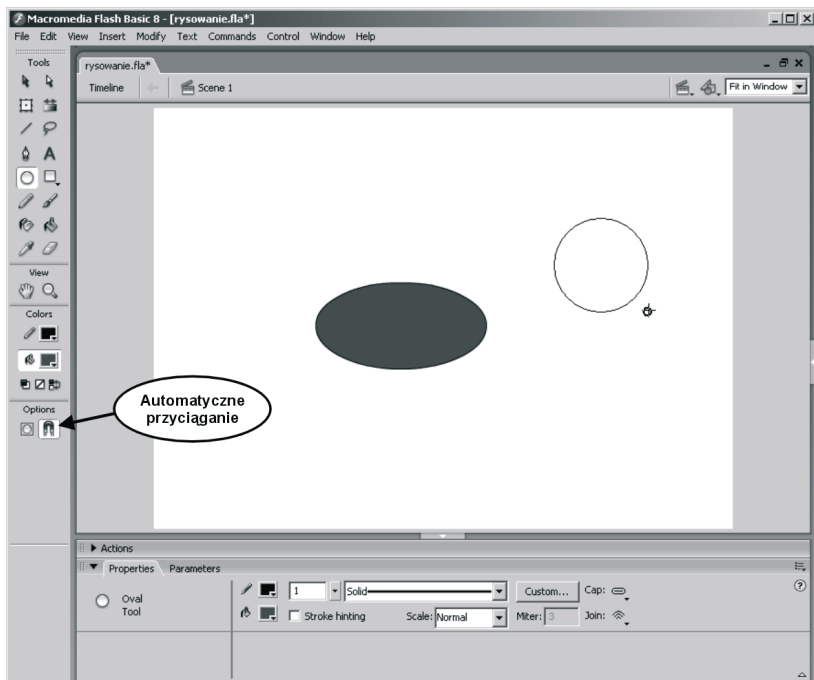 Macromedia Flash Basic 8 - [rysowanie.fla*]
File Edit View Insert Modify Text Commands Control Window Help
Tools
rysowanie.fla*
Timeline Scene 1 Fit in Window
A
View
Colors
Options
Automatyczne
przyciąganie
Actions
Properties Parameters
Oval
Tool
1 Solid Custom... Cap:
Stroke hinting Scale: Normal Miter: 3 Join:
?